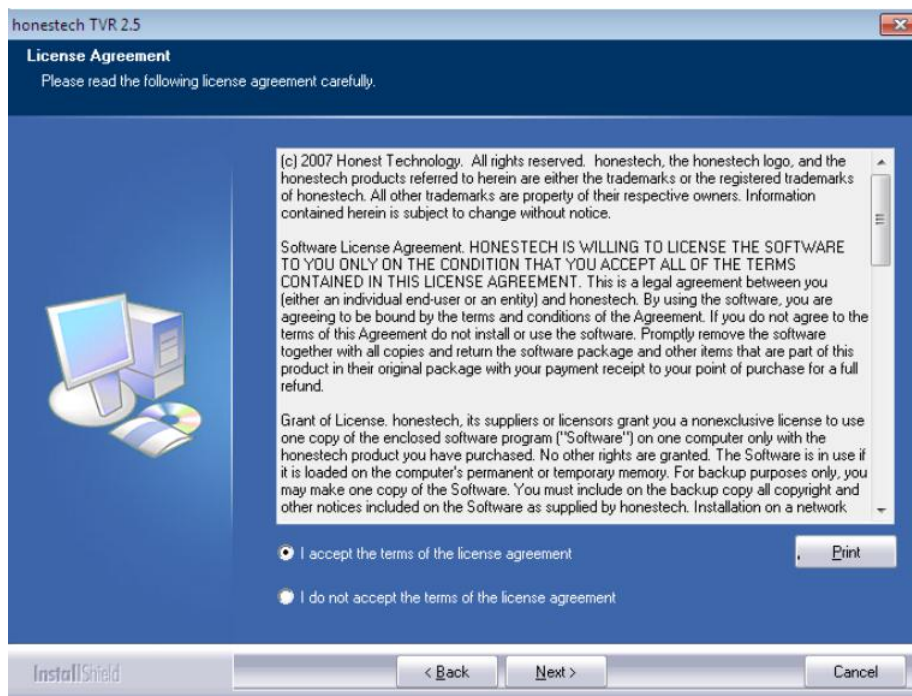 honestech TVR 2.5
License Agreement
Please read the following license agreement carefully.
(c) 2007 Honest Technology. All rights reserved. honestech, the honestech logo, and the
honestech products referred to herein are either the trademarks or the registered trademarks
of honestech. All other trademarks are property of their respective owners. Information
contained herein is subject to change without notice.
Software License Agreement. HONESTECH IS WILLING TO LICENSE THE SOFTWARE
TO YOU ONLY ON THE CONDITION THAT YOU ACCEPT ALL OF THE TERMS
CONTAINED IN THIS LICENSE AGREEMENT. This is a legal agreement between you
(either an individual end-user or an entity) and honestech. By using the software, you are
agreeing to be bound by the terms and conditions of the Agreement. If you do not agree to the
terms of this Agreement do not install or use the software. Promptly remove the software
together with all copies and return the software package and other items that are part of this
product in their original package with your payment receipt to your point of purchase for a full
refund.
Grant of License. honestech, its suppliers or licensors grant you a nonexclusive license to use
one copy of the enclosed software program ("Software") on one computer only with the
honestech product you have purchased. No other rights are granted. The Software is in use if
it is loaded on the computer's permanent or temporary memory. For backup purposes only, you
may make one copy of the Software. You must include on the backup copy all copyright and
other notices included on the Software as supplied by honestech. Installation on a network
I accept the terms of the license agreement
Print
I do not accept the terms of the license agreement
InstallShield
< Back
Next >
Cancel